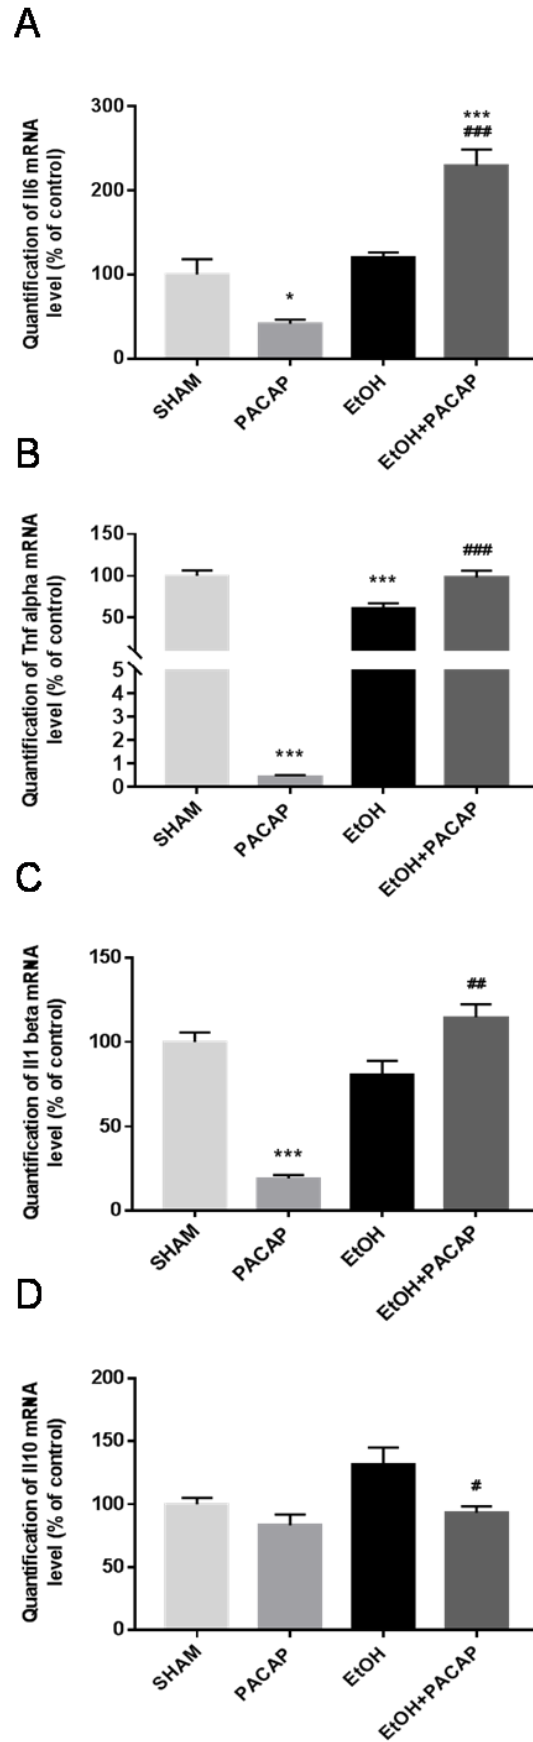 A
Quantification of Il6 mRNA
level (% of control)
300
200
100
0
*
***
###
SHAM
PACAP
EtOH
EtOH+PACAP
B
Quantification of Tnf alpha mRNA
level (% of control)
150
100
50
5
4
3
2
1
0
***
***
###
SHAM
PACAP
EtOH
EtOH+PACAP
C
Quantification of Il1 beta mRNA
level (% of control)
150
100
50
0
***
##
SHAM
PACAP
EtOH
EtOH+PACAP
D
Quantification of Il10 mRNA
level (% of control)
200
150
100
50
0
#
SHAM
PACAP
EtOH
EtOH+PACAP